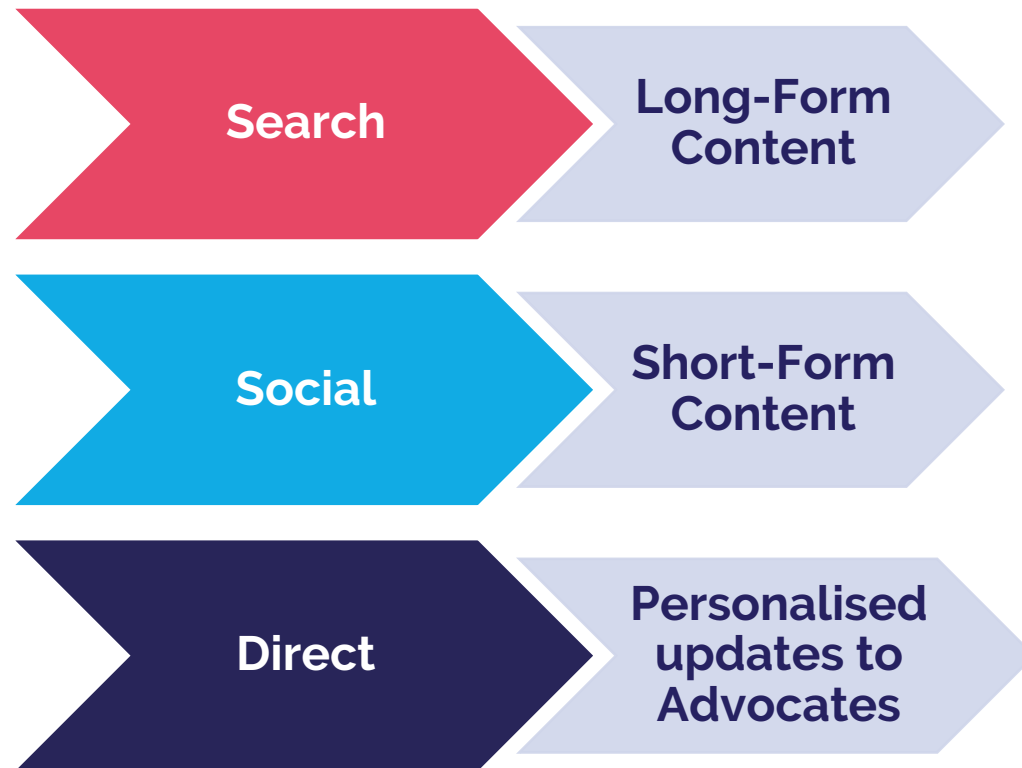 Search
Long-Form
Content
Social
Short-Form
Content
Direct
Personalised
updates to
Advocates